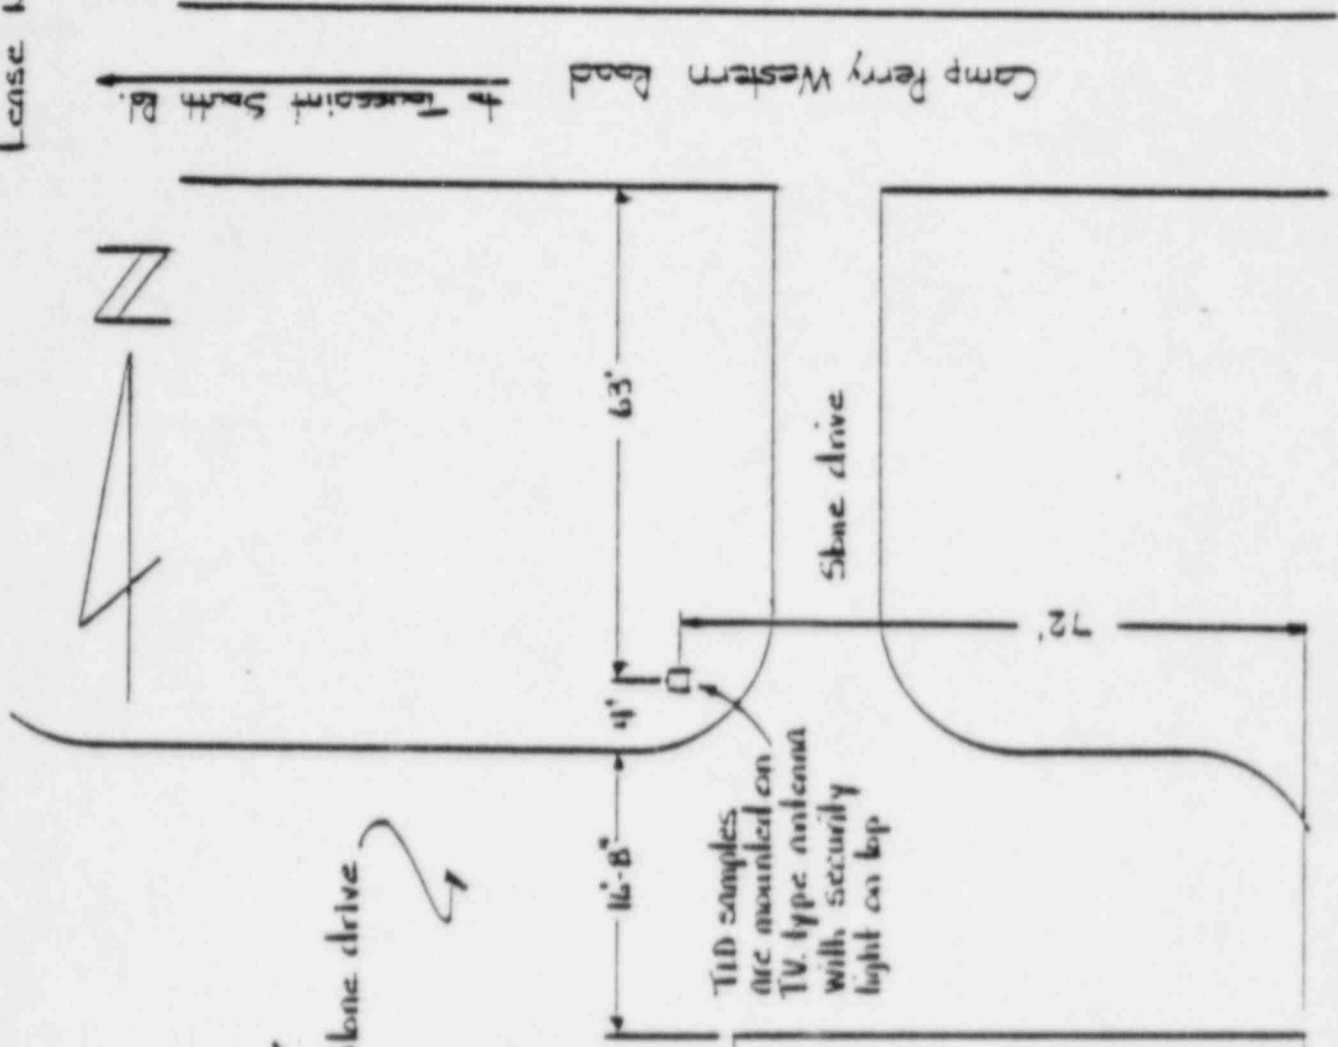 Lease
Camp Perry Western Road
to Toussaint South Rd.
N
63'
Stone drive
72'
4'
16'-8"
TLD samples
are mounted on
TV. type antenna
with security
light on top
drive